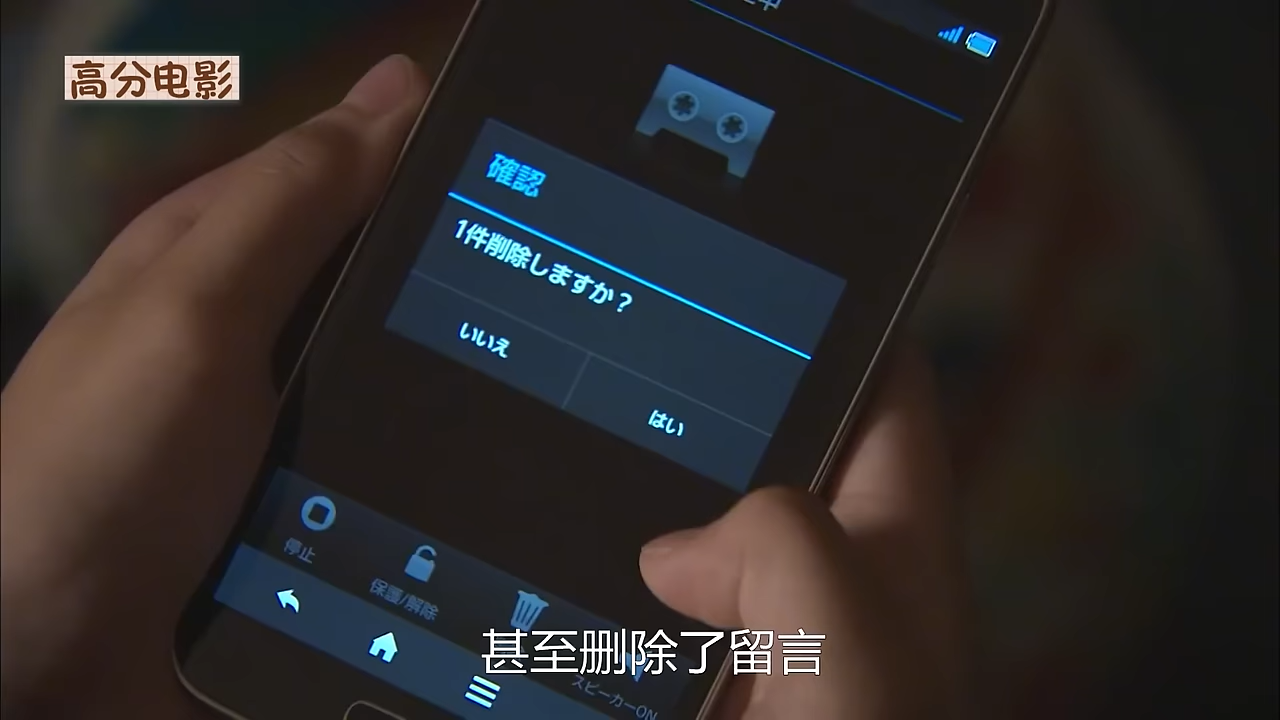 高分电影
確認
1件削除しますか？
いいえ
はい
停止
保護/解除
スピーカーON
甚至删除了留言